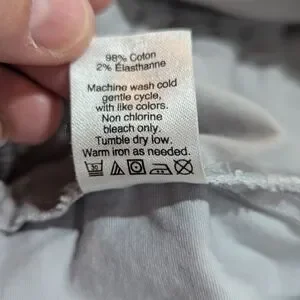 98% Coton
2% Élasthanne
Machine wash cold
gentle cycle,
with like colors.
Non chlorine
bleach only.
Tumble dry low.
Warm iron as needed.